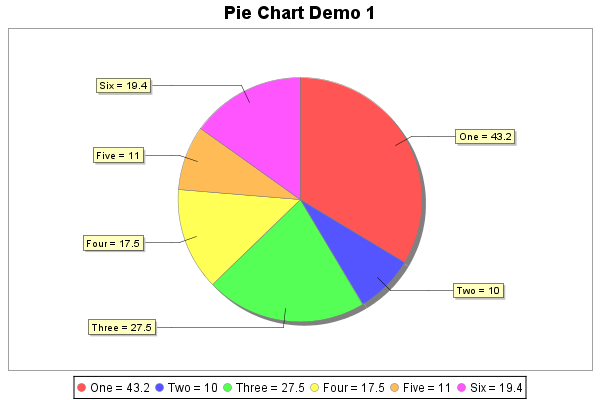 Pie Chart Demo 1
Six = 19.4
One = 43.2
Five = 11
Four = 17.5
Two = 10
Three = 27.5
One = 43.2 Two = 10 Three = 27.5 Four = 17.5 Five = 11 Six = 19.4